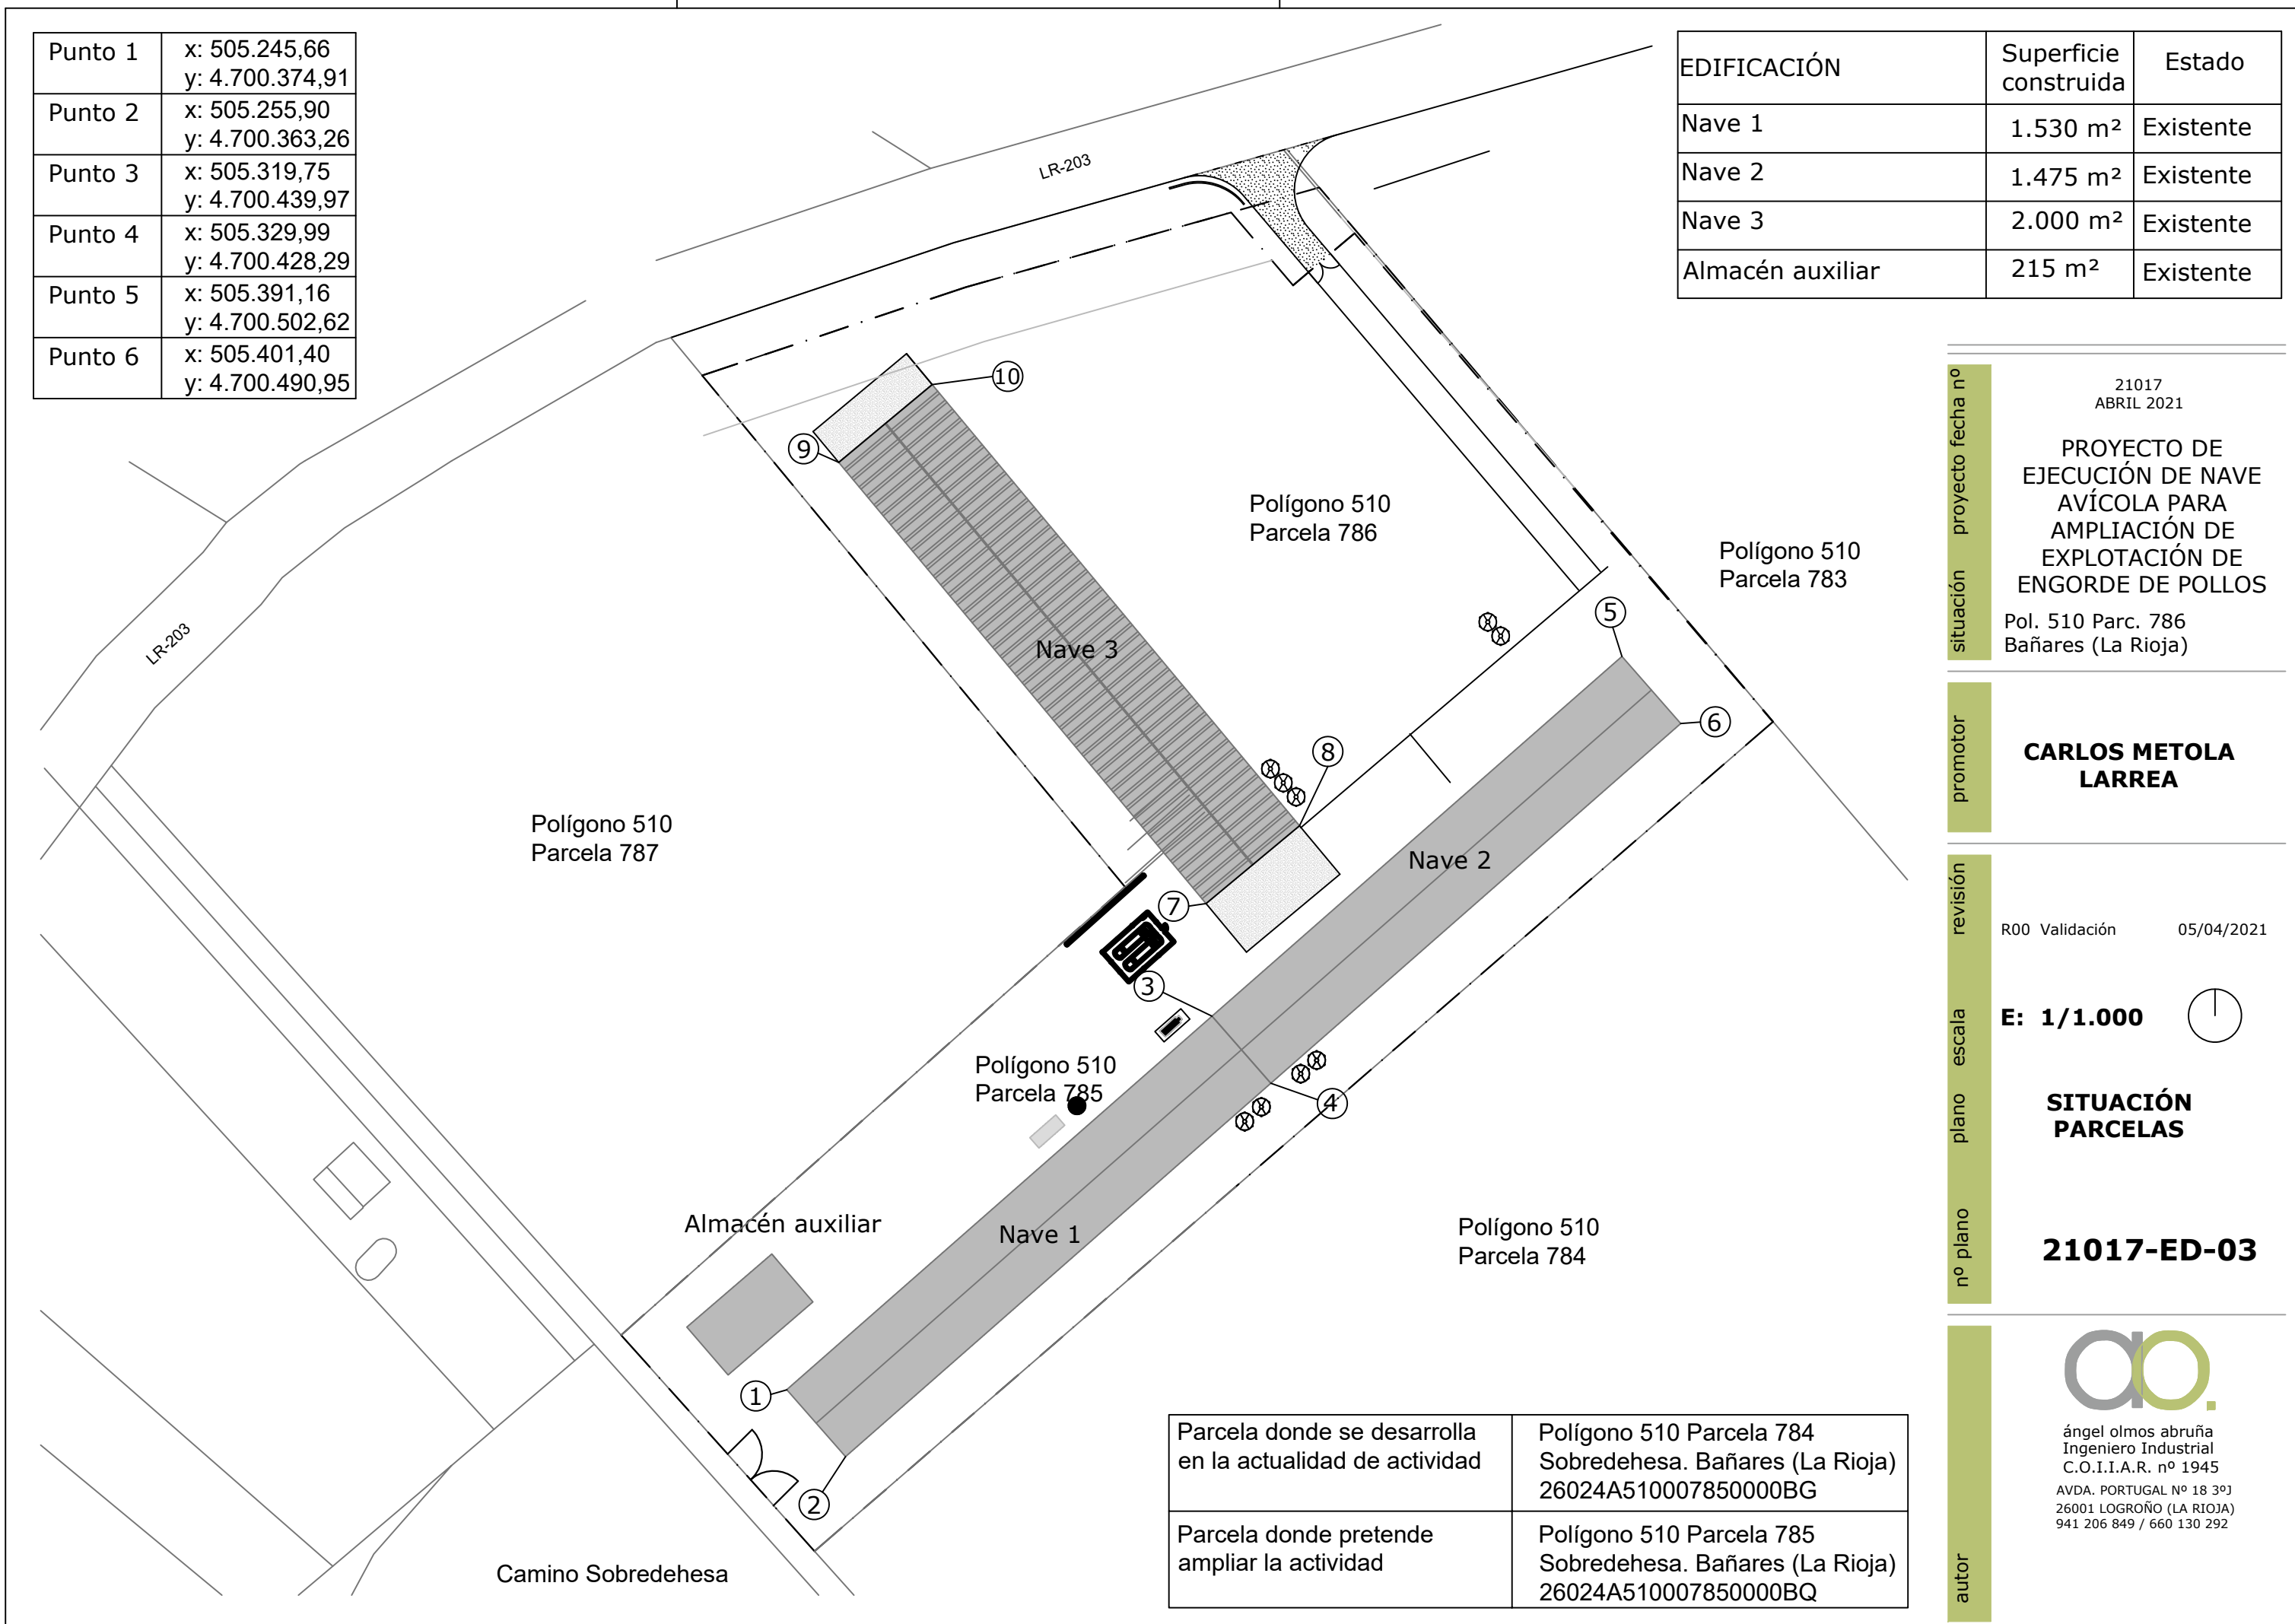 Punto 1
x: 505.245,66
y: 4.700.374,91
Punto 2
x: 505.255,90
y: 4.700.363,26
Punto 3
x: 505.319,75
y: 4.700.439,97
Punto 4
x: 505.329,99
y: 4.700.428,29
Punto 5
x: 505.391,16
y: 4.700.502,62
Punto 6
x: 505.401,40
y: 4.700.490,95
EDIFICACIÓN
Superficie
construida
Estado
Nave 1
1.530 m²
Existente
Nave 2
1.475 m²
Existente
Nave 3
2.000 m²
Existente
Almacén auxiliar
215 m²
Existente
LR-203
10
9
Polígono 510
Parcela 786
Polígono 510
Parcela 783
5
LR-203
Nave 3
6
8
Polígono 510
Parcela 787
Nave 2
7
3
Polígono 510
Parcela 785
4
Almacén auxiliar
Nave 1
Polígono 510
Parcela 784
1
2
Camino Sobredehesa
Parcela donde se desarrolla
en la actualidad de actividad
Polígono 510 Parcela 784
Sobredehesa. Bañares (La Rioja)
26024A510007850000BG
Parcela donde pretende
ampliar la actividad
Polígono 510 Parcela 785
Sobredehesa. Bañares (La Rioja)
26024A510007850000BQ
proyecto fecha nº
21017
ABRIL 2021
PROYECTO DE
EJECUCIÓN DE NAVE
AVÍCOLA PARA
AMPLIACIÓN DE
EXPLOTACIÓN DE
ENGORDE DE POLLOS
situación
Pol. 510 Parc. 786
Bañares (La Rioja)
promotor
CARLOS METOLA
LARREA
revisión
R00 Validación 05/04/2021
escala
E: 1/1.000
plano
SITUACIÓN
PARCELAS
nº plano
21017-ED-03
autor
ao.
ángel olmos abruña
Ingeniero Industrial
C.O.I.I.A.R. nº 1945
AVDA. PORTUGAL Nº 18 3ºJ
26001 LOGROÑO (LA RIOJA)
941 206 849 / 660 130 292